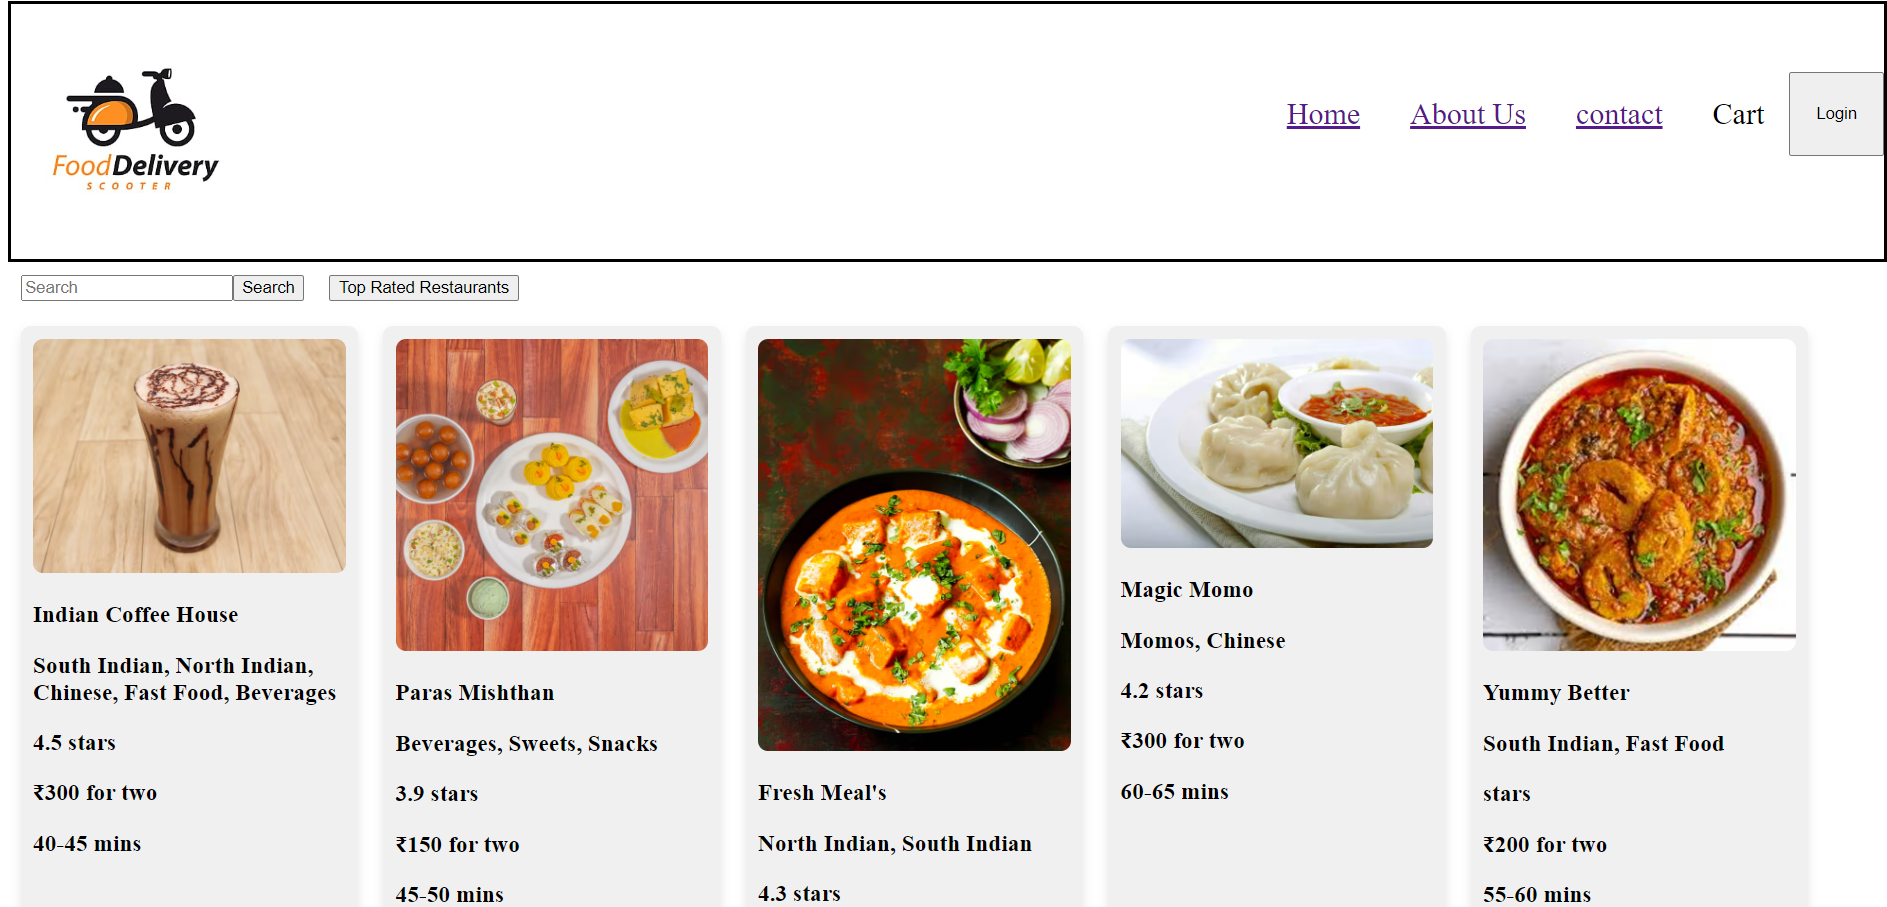 FoodDelivery
SCOOTER
Home
About Us
contact
Cart
Login
Search
Search
Top Rated Restaurants
Indian Coffee House
South Indian, North Indian,
Chinese, Fast Food, Beverages
4.5 stars
₹300 for two
40-45 mins
Paras Mishthan
Beverages, Sweets, Snacks
3.9 stars
₹150 for two
45-50 mins
Fresh Meal's
North Indian, South Indian
4.3 stars
Magic Momo
Momos, Chinese
4.2 stars
₹300 for two
60-65 mins
Yummy Better
South Indian, Fast Food
stars
₹200 for two
55-60 mins